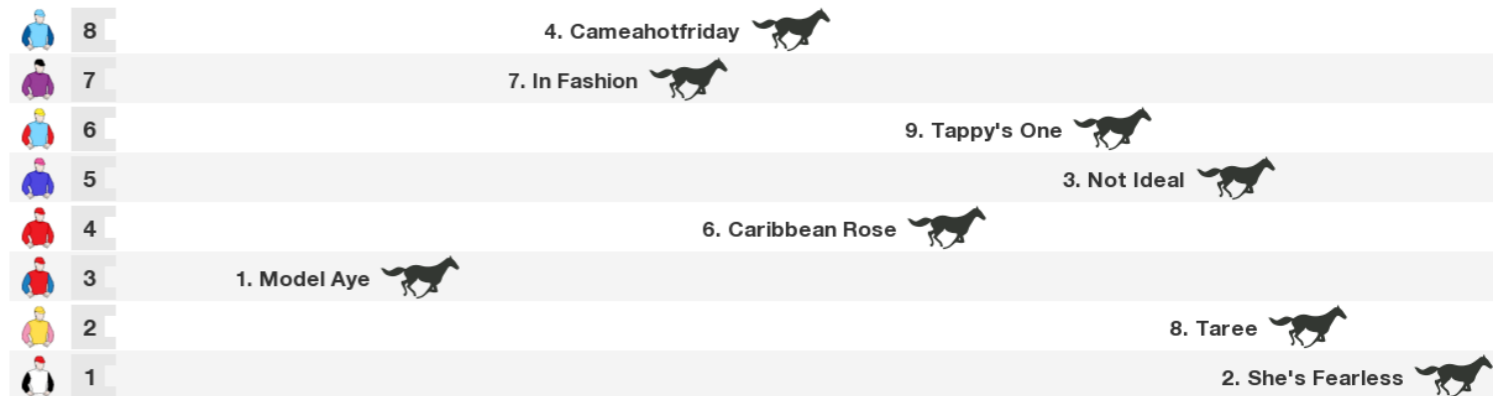 8 4. Cameahotfriday
7 7. In Fashion
6 9. Tappy's One
5 3. Not Ideal
4 6. Caribbean Rose
3 1. Model Aye
2 8. Taree
1 2. She's Fearless